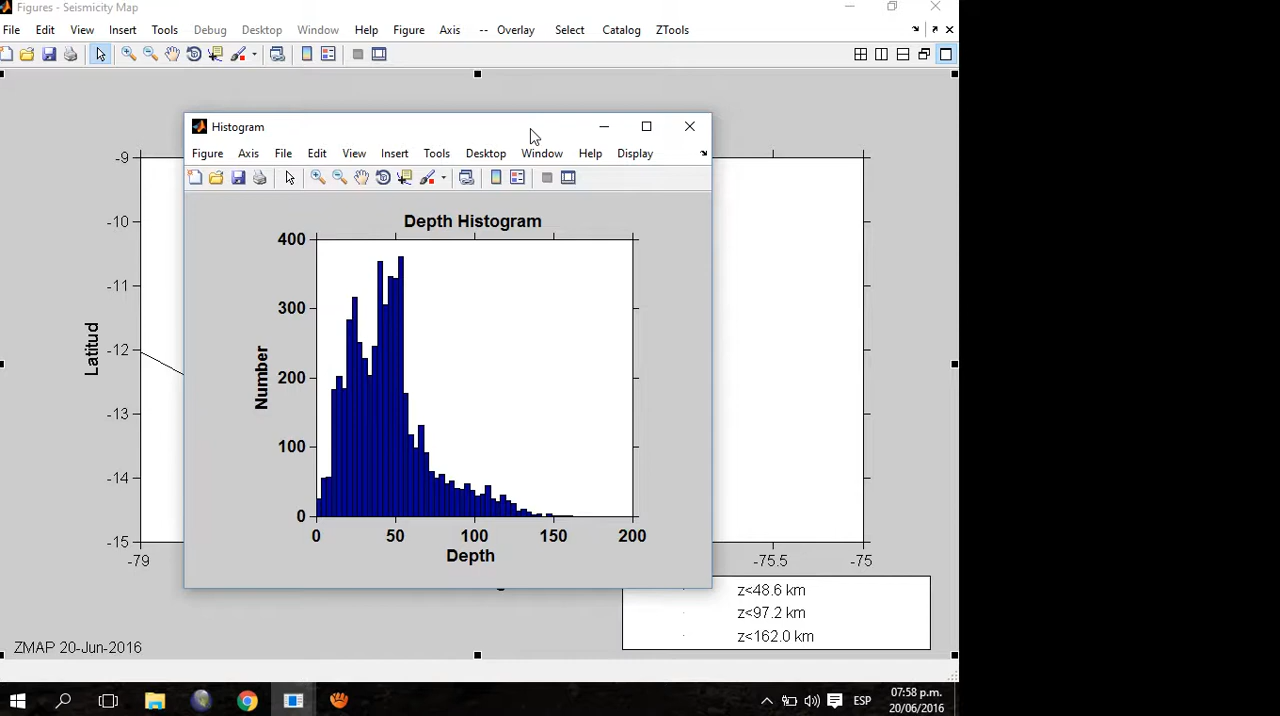 Figures - Seismicity Map
File Edit View Insert Tools Debug Desktop Window Help Figure Axis -- Overlay Select Catalog ZTools
Histogram
Figure Axis File Edit View Insert Tools Desktop Window Help Display
Depth Histogram
400
300
200
100
0
Number
0 50 100 150 200
Depth
-9
-10
-11
-12
-13
-14
-15
Latitud
-79 -75.5 -75
z<48.6 km
z<97.2 km
z<162.0 km
ZMAP 20-Jun-2016
ESP
07:58 p.m.
20/06/2016